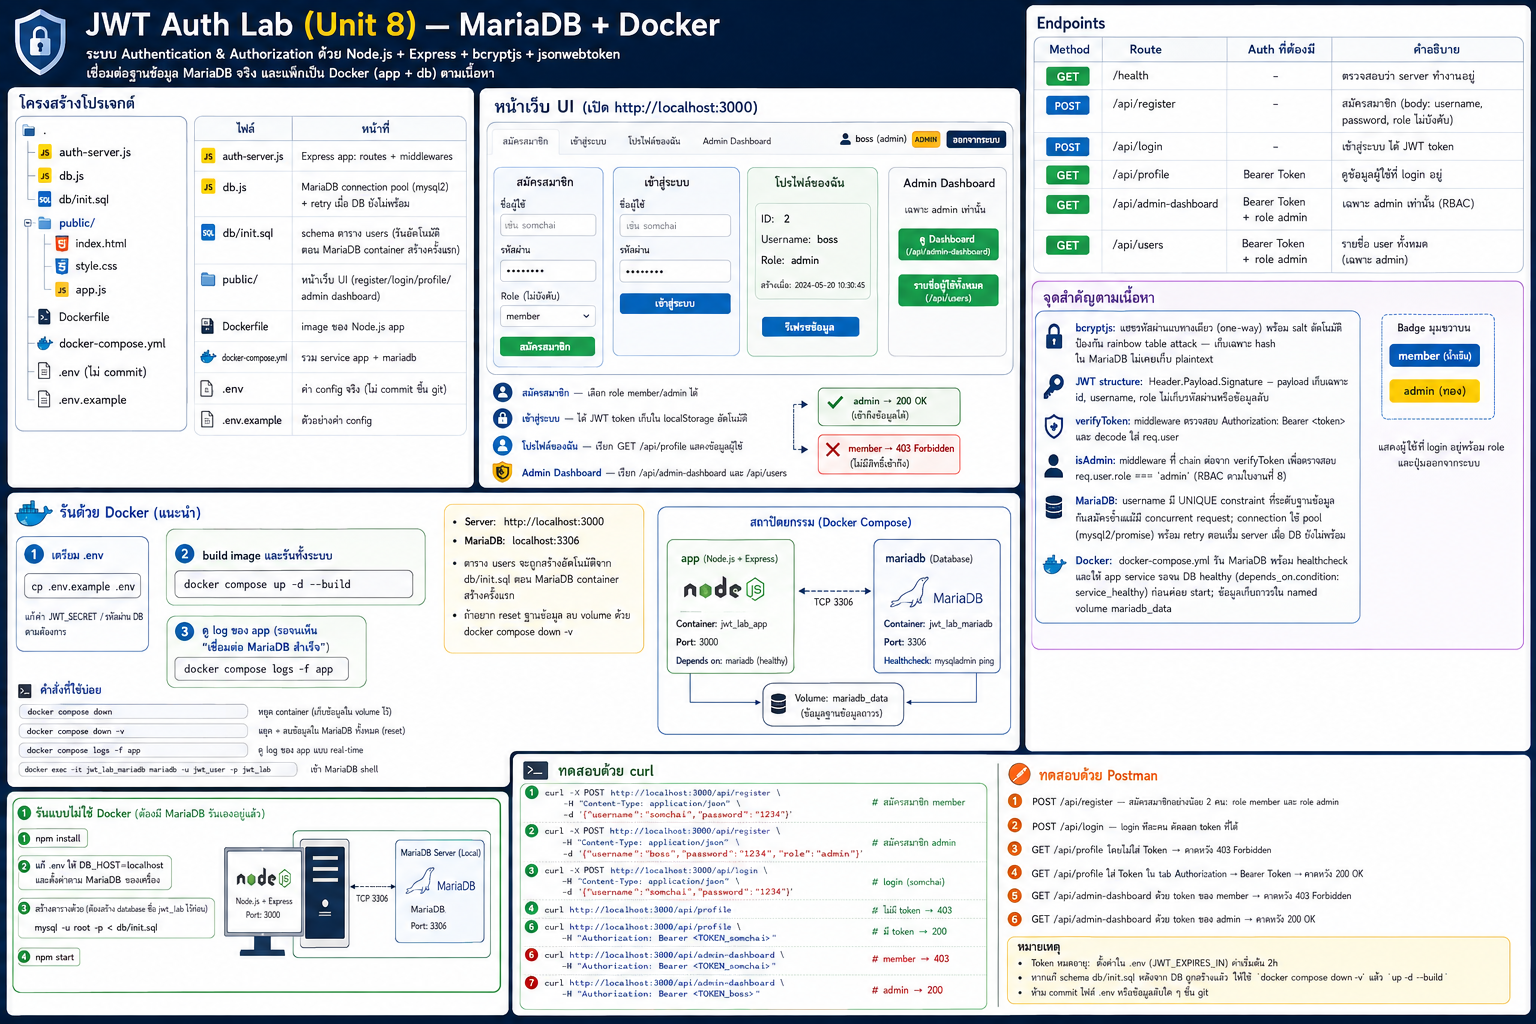 JWT Auth Lab (Unit 8) — MariaDB + Docker
ระบบ Authentication & Authorization ด้วย Node.js + Express + bcryptjs + jsonwebtoken
เชื่อมต่อฐานข้อมูล MariaDB จริง และแพ็กเป็น Docker (app + db) ตามเนื้อหา
โครงสร้างโปรเจกต์
.
JS auth-server.js
JS db.js
SQL db/init.sql
public/
index.html
style.css
JS app.js
Dockerfile
docker-compose.yml
.env (ไม่ commit)
.env.example
ไฟล์ หน้าที่
JS auth-server.js Express app: routes + middlewares
JS db.js MariaDB connection pool (mysql2)
+ retry เมื่อ DB ยังไม่พร้อม
SQL db/init.sql schema ตาราง users (รันอัตโนมัติ
ตอน MariaDB container สร้างครั้งแรก)
public/ หน้าเว็บ UI (register/login/profile/
admin dashboard)
Dockerfile image ของ Node.js app
docker-compose.yml รวม service app + mariadb
.env ค่า config จริง (ไม่ commit ขึ้น git)
.env.example ตัวอย่างค่า config
หน้าเว็บ UI (เปิด http://localhost:3000)
สมัครสมาชิก เข้าสู่ระบบ โปรไฟล์ของฉัน Admin Dashboard boss (admin) ADMIN ออกจากระบบ
สมัครสมาชิก
ชื่อผู้ใช้
เช่น somchai
รหัสผ่าน
••••••••
Role (ไม่บังคับ)
member
สมัครสมาชิก
เข้าสู่ระบบ
ชื่อผู้ใช้
เช่น somchai
รหัสผ่าน
••••••••
เข้าสู่ระบบ
โปรไฟล์ของฉัน
ID: 2
Username: boss
Role: admin
สร้างเมื่อ: 2024-05-20 10:30:45
รีเฟรชข้อมูล
Admin Dashboard
เฉพาะ admin เท่านั้น
ดู Dashboard
(/api/admin-dashboard)
รายชื่อผู้ใช้ทั้งหมด
(/api/users)
สมัครสมาชิก — เลือก role member/admin ได้
เข้าสู่ระบบ — ได้ JWT token เก็บใน localStorage อัตโนมัติ
โปรไฟล์ของฉัน — เรียก GET /api/profile แสดงข้อมูลผู้ใช้
Admin Dashboard — เรียก /api/admin-dashboard และ /api/users
admin → 200 OK
(เข้าถึงข้อมูลได้)
member → 403 Forbidden
(ไม่มีสิทธิ์เข้าถึง)
Endpoints
Method Route Auth ที่ต้องมี คำอธิบาย
GET /health – ตรวจสอบว่า server ทำงานอยู่
POST /api/register – สมัครสมาชิก (body: username,
password, role ไม่บังคับ)
POST /api/login – เข้าสู่ระบบ ได้ JWT token
GET /api/profile Bearer Token ดูข้อมูลผู้ใช้ที่ login อยู่
GET /api/admin-dashboard Bearer Token
+ role admin เฉพาะ admin เท่านั้น (RBAC)
GET /api/users Bearer Token
+ role admin รายชื่อ user ทั้งหมด
(เฉพาะ admin)
จุดสำคัญตามเนื้อหา
bcryptjs: แฮชรหัสผ่านแบบทางเดียว (one-way) พร้อม salt อัตโนมัติ
ป้องกัน rainbow table attack — เก็บเฉพาะ hash
ใน MariaDB ไม่เคยเก็บ plaintext
JWT structure: Header.Payload.Signature — payload เก็บเฉพาะ
id, username, role ไม่เก็บรหัสผ่านหรือข้อมูลลับ
verifyToken: middleware ตรวจสอบ Authorization: Bearer <token>
และ decode ใส่ req.user
isAdmin: middleware ที่ chain ต่อจาก verifyToken เพื่อตรวจสอบ
req.user.role === 'admin' (RBAC ตามใบงานที่ 8)
MariaDB: username มี UNIQUE constraint ที่ระดับฐานข้อมูล
กันสมัครซ้ำแม้มี concurrent request; connection ใช้ pool
(mysql2/promise) พร้อม retry ตอนเริ่ม server เมื่อ DB ยังไม่พร้อม
Docker: docker-compose.yml รัน MariaDB พร้อม healthcheck
และให้ app service รอจน DB healthy (depends_on.condition:
service_healthy) ก่อนค่อย start; ข้อมูลเก็บถาวรใน named
volume mariadb_data
Badge มุมขวาบน
member (น้ำเงิน)
admin (ทอง)
แสดงผู้ใช้ที่ login อยู่พร้อม role
และปุ่มออกจากระบบ
รันด้วย Docker (แนะนำ)
1 เตรียม .env
cp .env.example .env
แก้ค่า JWT_SECRET / รหัสผ่าน DB
ตามต้องการ
2 build image และรันทั้งระบบ
docker compose up -d --build
3 ดู log ของ app (รอจนเห็น
“เชื่อมต่อ MariaDB สำเร็จ”)
docker compose logs -f app
คำสั่งที่ใช้บ่อย
docker compose down หยุด container (เก็บข้อมูลใน volume ไว้)
docker compose down -v หยุด + ลบข้อมูลใน MariaDB ทั้งหมด (reset)
docker compose logs -f app ดู log ของ app แบบ real-time
docker exec -it jwt_lab_mariadb mariadb -u jwt_user -p jwt_lab เข้า MariaDB shell
• Server: http://localhost:3000
• MariaDB: localhost:3306
• ตาราง users จะถูกสร้างอัตโนมัติจาก
db/init.sql ตอน MariaDB container
สร้างครั้งแรก
• ถ้าอยาก reset ฐานข้อมูล ลบ volume ด้วย
docker compose down -v
สถาปัตยกรรม (Docker Compose)
app (Node.js + Express)
node JS
Container: jwt_lab_app
Port: 3000
Depends on: mariadb (healthy)
TCP 3306
mariadb (Database)
MariaDB
Container: jwt_lab_mariadb
Port: 3306
Healthcheck: mysqladmin ping
Volume: mariadb_data
(ข้อมูลฐานข้อมูลถาวร)
1 รันแบบไม่ใช้ Docker (ต้องมี MariaDB รันเองอยู่แล้ว)
1 npm install
2 แก้ .env ให้ DB_HOST=localhost
และตั้งค่าตาม MariaDB ของเครื่อง
3 สร้างตารางด้วย (ต้องสร้าง database ชื่อ jwt_lab ไว้ก่อน)
mysql -u root -p < db/init.sql
4 npm start
node JS
Node.js + Express
Port: 3000
TCP 3306
MariaDB Server (Local)
MariaDB
MariaDB
Port: 3306
ทดสอบด้วย curl
1 curl -X POST http://localhost:3000/api/register \
-H "Content-Type: application/json" \ # สมัครสมาชิก member
-d '{"username":"somchai","password":"1234"}'
2 curl -X POST http://localhost:3000/api/register \
-H "Content-Type: application/json" \ # สมัครสมาชิก admin
-d '{"username":"boss","password":"1234","role":"admin"}'
3 curl -X POST http://localhost:3000/api/login \
-H "Content-Type: application/json" \ # login (somchai)
-d '{"username":"somchai","password":"1234"}'
4 curl http://localhost:3000/api/profile # ไม่มี token → 403
6 curl http://localhost:3000/api/profile \
-H "Authorization: Bearer <TOKEN_somchai>" # มี token → 200
6 curl http://localhost:3000/api/admin-dashboard \
-H "Authorization: Bearer <TOKEN_somchai>" # member → 403
7 curl http://localhost:3000/api/admin-dashboard \
-H "Authorization: Bearer <TOKEN_boss>" # admin → 200
ทดสอบด้วย Postman
1 POST /api/register — สมัครสมาชิกอย่างน้อย 2 คน: role member และ role admin
2 POST /api/login — login ทีละคน คัดลอก token ที่ได้
3 GET /api/profile โดยไม่ใส่ Token → คาดหวัง 403 Forbidden
4 GET /api/profile ใส่ Token ใน tab Authorization → Bearer Token → คาดหวัง 200 OK
5 GET /api/admin-dashboard ด้วย token ของ member → คาดหวัง 403 Forbidden
6 GET /api/admin-dashboard ด้วย token ของ admin → คาดหวัง 200 OK
หมายเหตุ
• Token หมดอายุ: ตั้งค่าใน .env (JWT_EXPIRES_IN) ค่าเริ่มต้น 2h
• หากแก้ schema db/init.sql หลังจาก DB ถูกสร้างแล้ว ให้ใช้ `docker compose down -v` แล้ว `up -d --build`
• ห้าม commit ไฟล์ .env หรือข้อมูลลับใด ๆ ขึ้น git